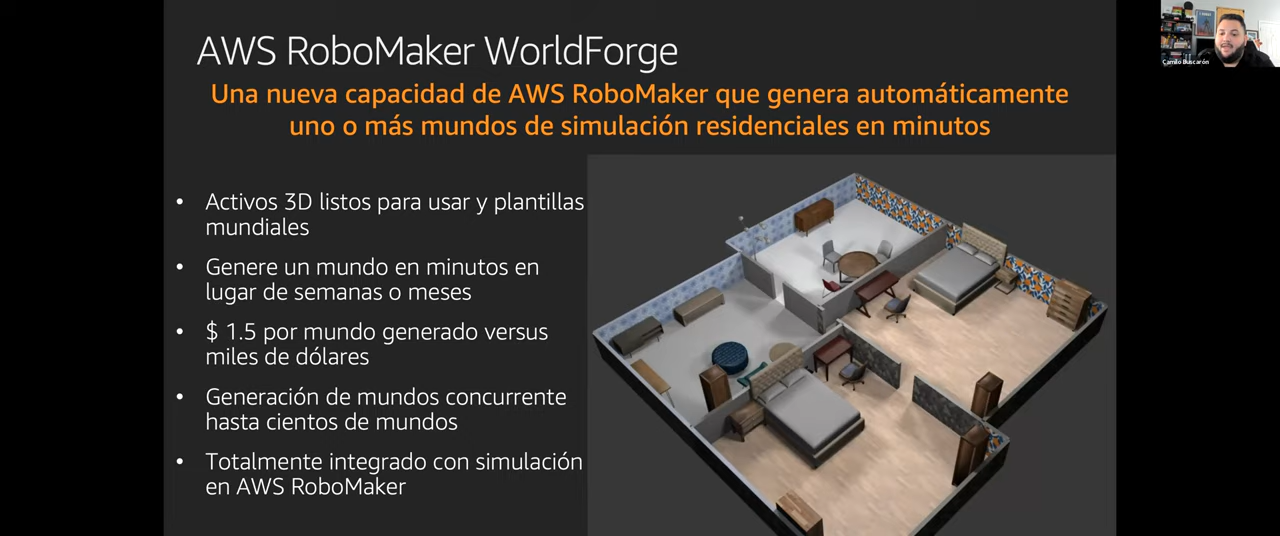 AWS RoboMaker WorldForge
Una nueva capacidad de AWS RoboMaker que genera automáticamente
uno o más mundos de simulación residenciales en minutos
• Activos 3D listos para usar y plantillas
mundiales
• Genere un mundo en minutos en
lugar de semanas o meses
• $ 1.5 por mundo generado versus
miles de dólares
• Generación de mundos concurrente
hasta cientos de mundos
• Totalmente integrado con simulación
en AWS RoboMaker
Camilo Buscarón